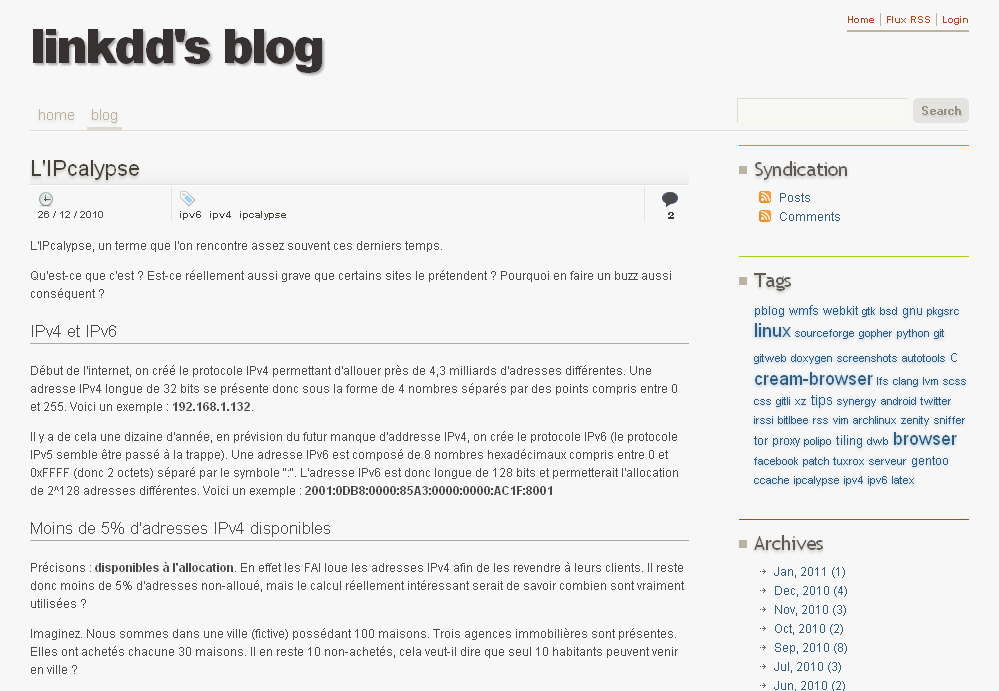 Home Flux RSS Login
linkdd's blog
home blog
Search
L'IPcalypse
26 / 12 / 2010
ipv6 ipv4 ipcalypse
2
L'IPcalypse, un terme que l'on rencontre assez souvent ces derniers temps.
Qu'est-ce que c'est ? Est-ce réellement aussi grave que certains sites le prétendent ? Pourquoi en faire un buzz aussi
conséquent ?
IPv4 et IPv6
Début de l'internet, on créé le protocole IPv4 permettant d'allouer près de 4,3 milliards d'adresses différentes. Une
adresse IPv4 longue de 32 bits se présente donc sous la forme de 4 nombres séparés par des points compris entre 0
et 255. Voici un exemple : 192.168.1.132.
Il y a de cela une dizaine d'année, en prévision du futur manque d'addresse IPv4, on crée le protocole IPv6 (le protocole
IPv5 semble être passé à la trappe). Une adresse IPv6 est composé de 8 nombres hexadécimaux compris entre 0 et
0xFFFF (donc 2 octets) séparé par le symbole ":". L'adresse IPv6 est donc longue de 128 bits et permetterait l'allocation
de 2^128 adresses différentes. Voici un exemple : 2001:0DB8:0000:85A3:0000:0000:AC1F:8001
Moins de 5% d'adresses IPv4 disponibles
Précisons : disponibles à l'allocation. En effet les FAI loue les adresses IPv4 afin de les revendre à leurs clients. Il reste
donc moins de 5% d'adresses non-alloué, mais le calcul réellement intéressant serait de savoir combien sont vraiment
utilisées ?
Imaginez. Nous sommes dans une ville (fictive) possédant 100 maisons. Trois agences immobilières sont présentes.
Elles ont achetés chacune 30 maisons. Il en reste 10 non-achetés, cela veut-il dire que seul 10 habitants peuvent venir
en ville ?
Syndication
Posts
Comments
Tags
pblog wmfs webkit gtk bsd gnu pkgsrc
linux sourceforge gopher python git
gitweb doxygen screenshots autotools C
cream-browser lfs clang lvm scss
css gitli xz tips synergy android twitter
irssi bitlbee rss vim archlinux zenity sniffer
tor proxy polipo tiling dwb browser
facebook patch tuxrox serveur gentoo
ccache ipcalypse ipv4 ipv6 latex
Archives
Jan, 2011 (1)
Dec, 2010 (4)
Nov, 2010 (3)
Oct, 2010 (2)
Sep, 2010 (8)
Jul, 2010 (3)
Jun, 2010 (2)